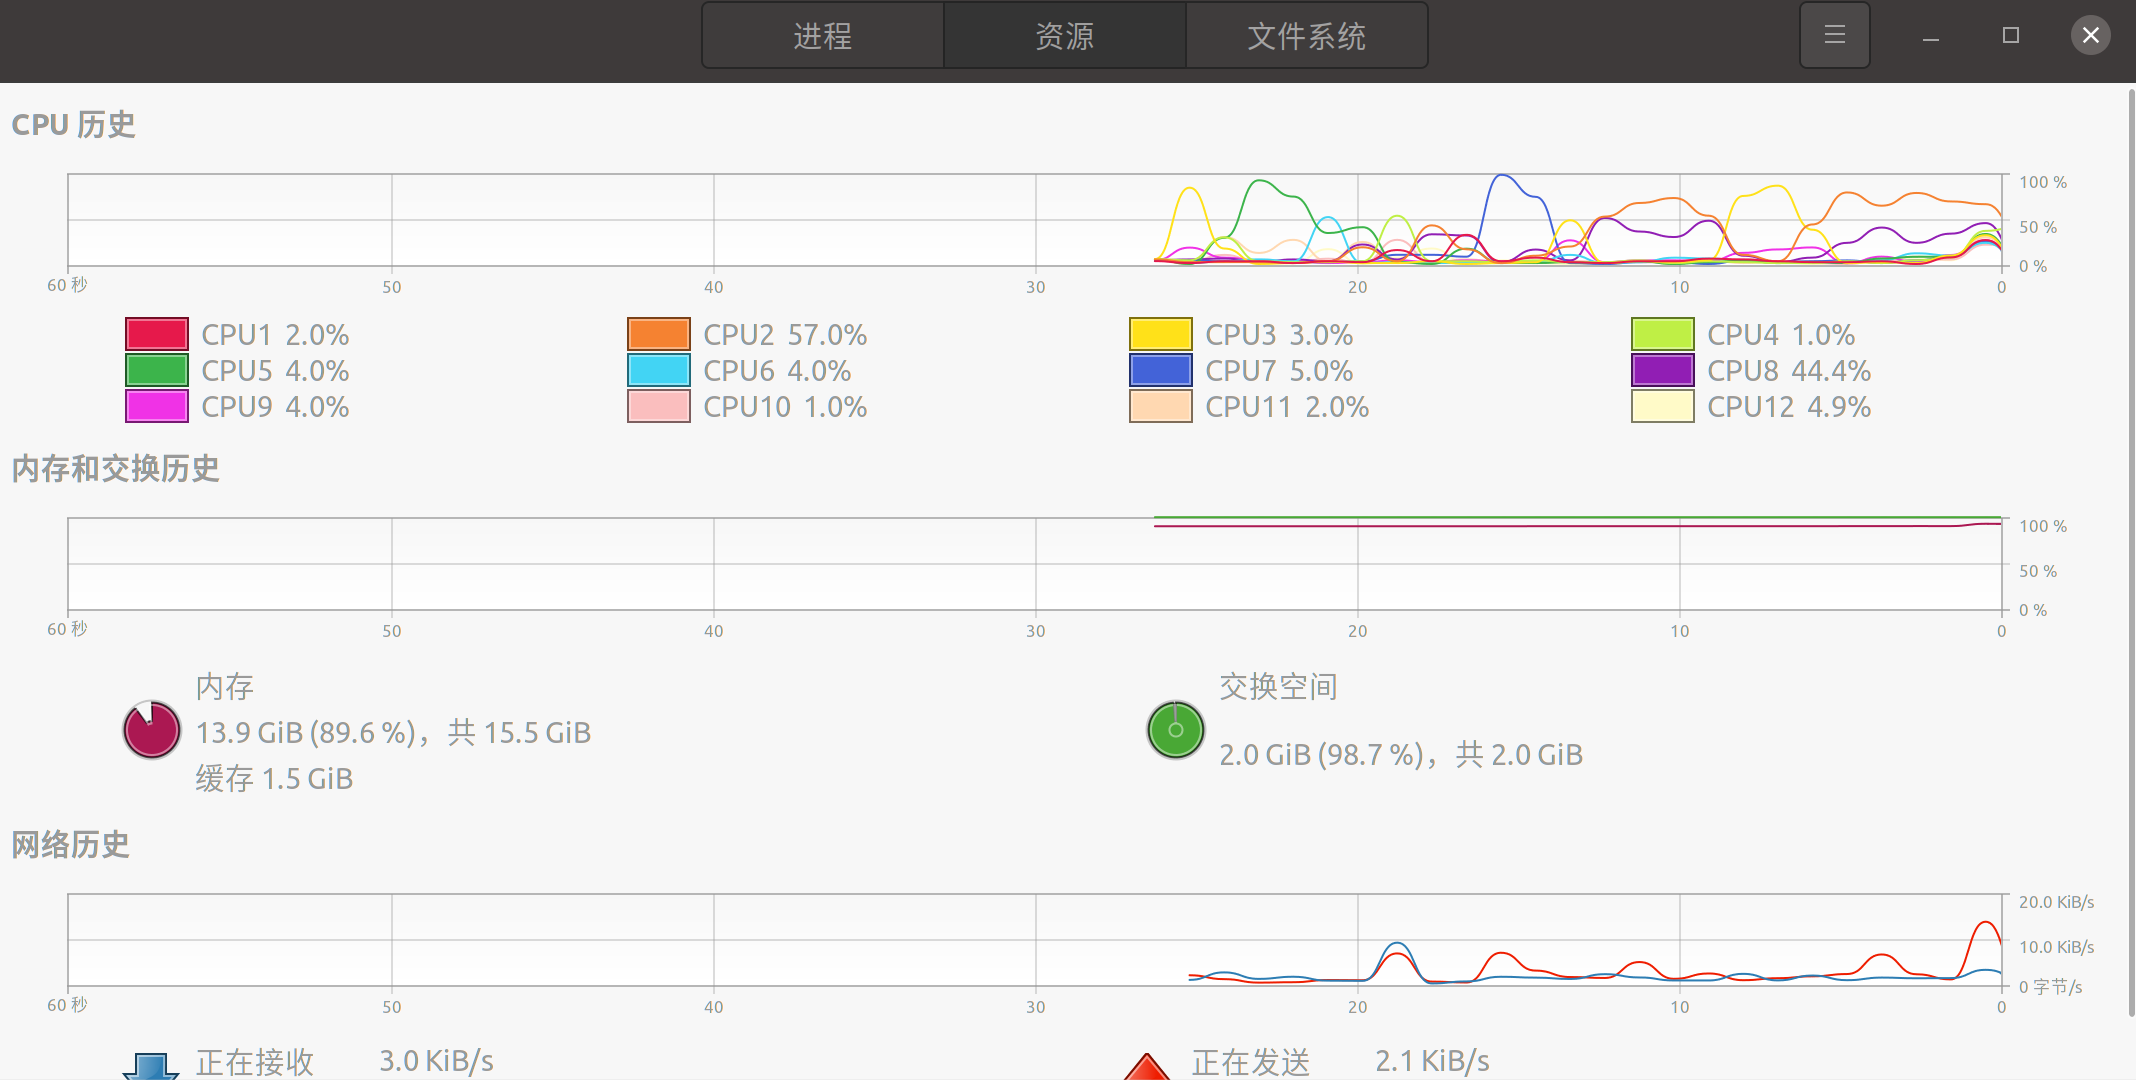 进程 资源 文件系统
CPU 历史
100 %
50 %
0 %
60 秒 50 40 30 20 10 0
CPU1 2.0% CPU2 57.0% CPU3 3.0% CPU4 1.0%
CPU5 4.0% CPU6 4.0% CPU7 5.0% CPU8 44.4%
CPU9 4.0% CPU10 1.0% CPU11 2.0% CPU12 4.9%
内存和交换历史
100 %
50 %
0 %
60 秒 50 40 30 20 10 0
内存
13.9 GiB (89.6 %)，共 15.5 GiB
缓存 1.5 GiB
交换空间
2.0 GiB (98.7 %)，共 2.0 GiB
网络历史
20.0 KiB/s
10.0 KiB/s
0 字节/s
60 秒 50 40 30 20 10 0
正在接收 3.0 KiB/s 正在发送 2.1 KiB/s